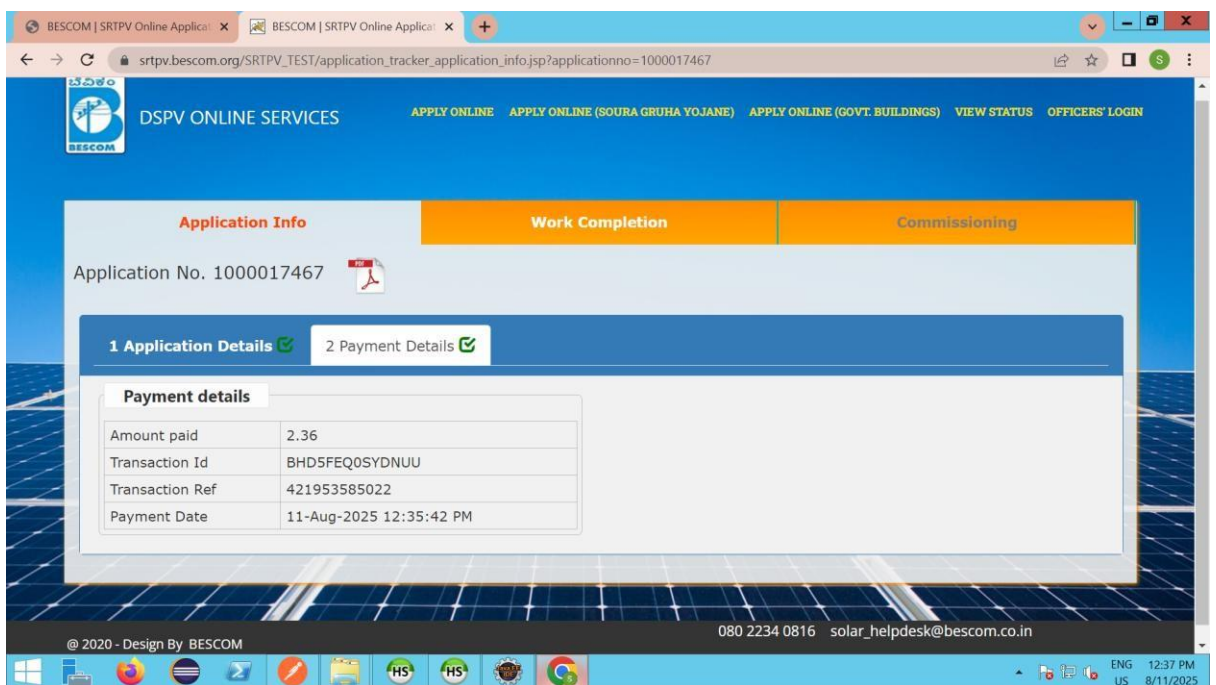 BESCOM | SRTPV Online Applicat
BESCOM | SRTPV Online Applicat
srtpv.bescom.org/SRTPV_TEST/application_tracker_application_info.jsp?applicationno=1000017467
S
ಬೆವಿಕಂ
BESCOM
DSPV ONLINE SERVICES
APPLY ONLINE APPLY ONLINE (SOURA GRUHA YOJANE) APPLY ONLINE (GOVT. BUILDINGS) VIEW STATUS OFFICERS' LOGIN
Application Info Work Completion Commissioning
Application No. 1000017467
PDF
1 Application Details 2 Payment Details
Payment details
Amount paid 2.36
Transaction Id BHD5FEQ0SYDNUU
Transaction Ref 421953585022
Payment Date 11-Aug-2025 12:35:42 PM
080 2234 0816 solar_helpdesk@bescom.co.in
@ 2020 - Design By BESCOM
HS HS
ENG 12:37 PM
US 8/11/2025